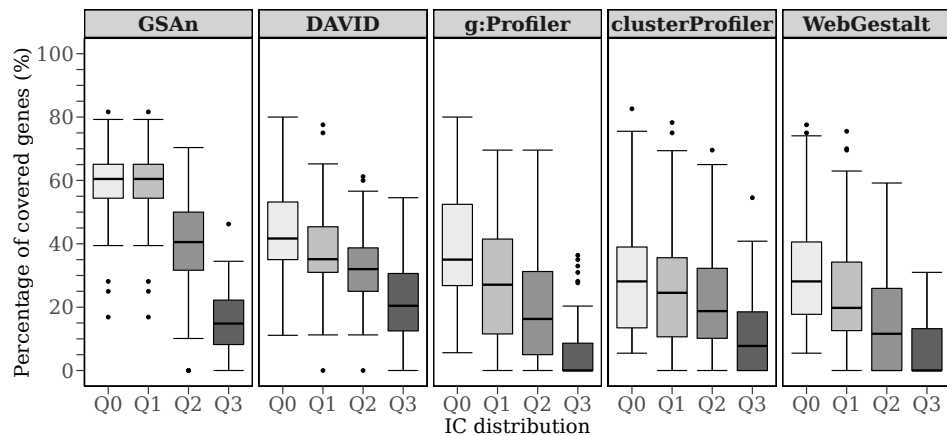 GSAn DAVID g:Profiler clusterProfiler WebGestalt
Percentage of covered genes (%)
100
80
60
40
20
0
Q0 Q1 Q2 Q3 Q0 Q1 Q2 Q3 Q0 Q1 Q2 Q3 Q0 Q1 Q2 Q3 Q0 Q1 Q2 Q3
IC distribution